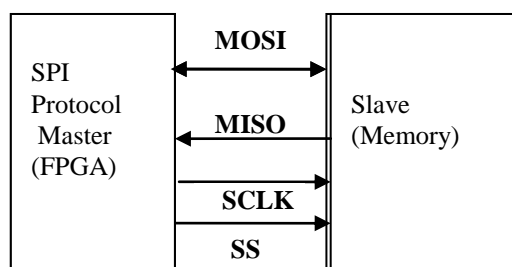 SPI
Protocol
Master
(FPGA)
MOSI
MISO
SCLK
SS
Slave
(Memory)